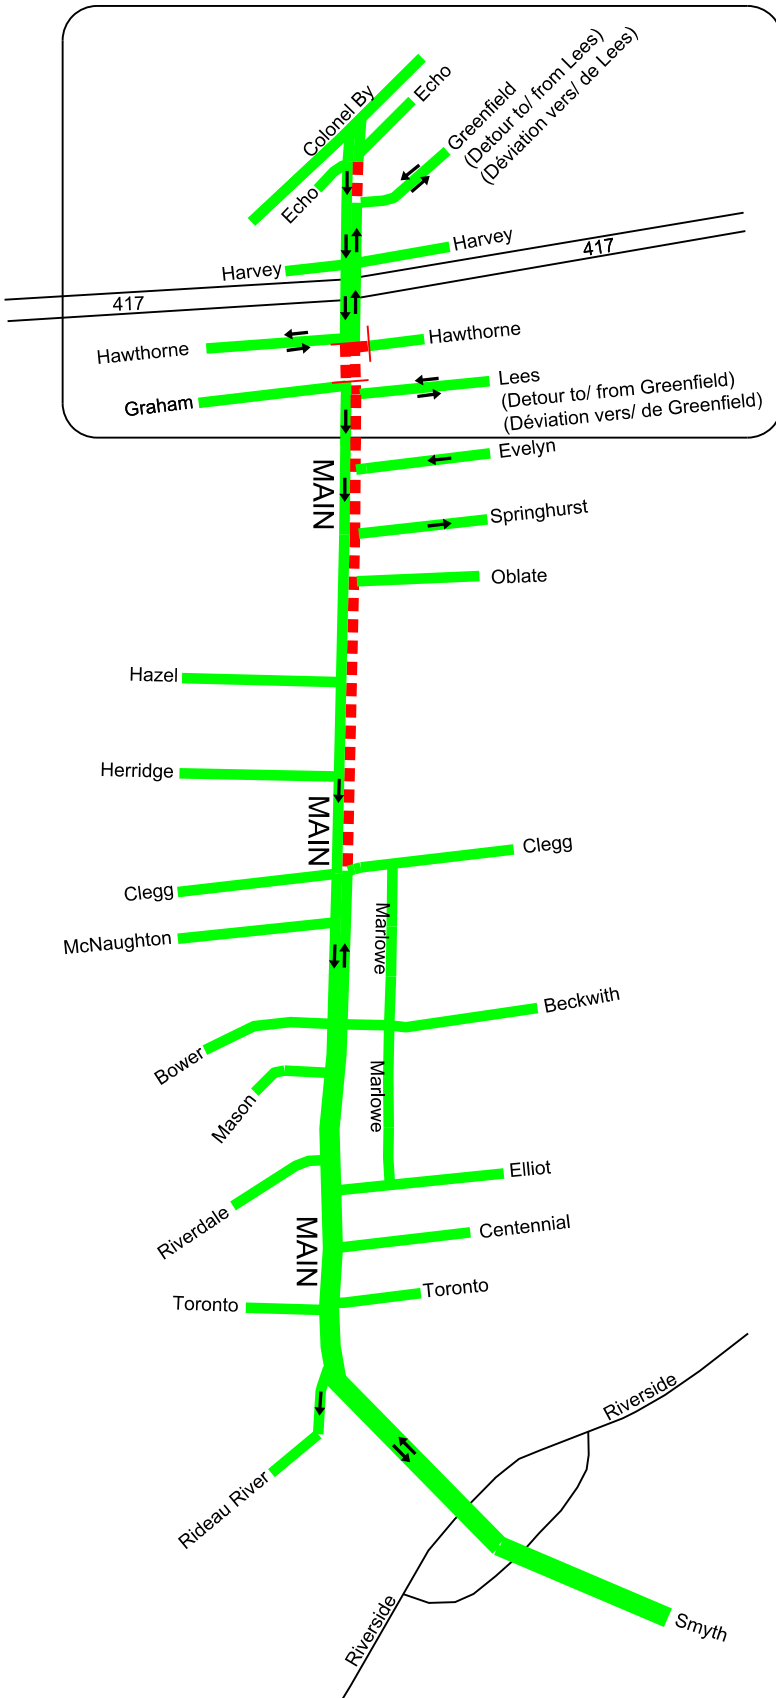 Colonel By
Echo
Greenfield
(Detour to/ from Lees)
(Déviation vers/ de Lees)
Echo
Harvey
Harvey
417
417
Hawthorne
Hawthorne
Graham
Lees
(Detour to/ from Greenfield)
(Déviation vers/ de Greenfield)
Evelyn
MAIN
Springhurst
Oblate
Hazel
Herridge
MAIN
Clegg
Clegg
McNaughton
Marlowe
Beckwith
Bower
Marlowe
Mason
Elliot
Riverdale
MAIN
Centennial
Toronto
Toronto
Riverside
Rideau River
Riverside
Smyth